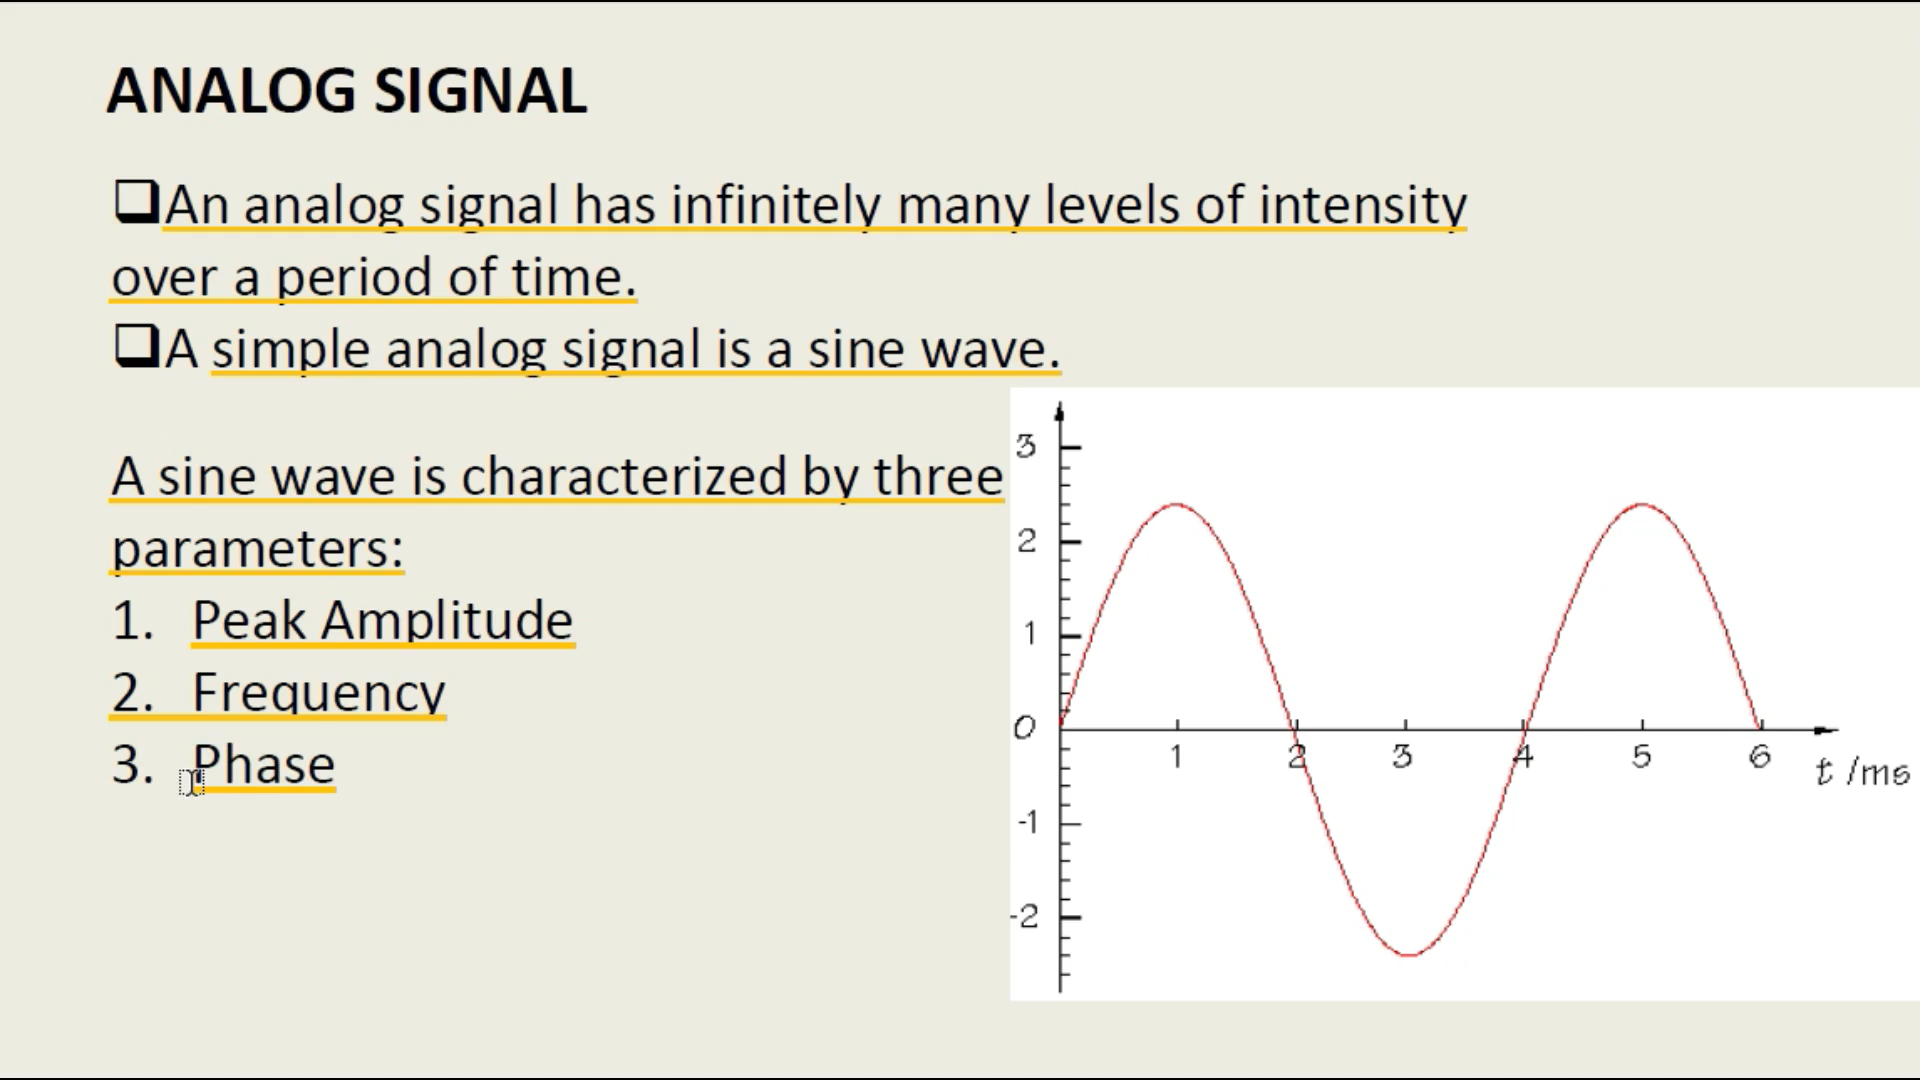 ANALOG SIGNAL
❑An analog signal has infinitely many levels of intensity
over a period of time.
❑A simple analog signal is a sine wave.
A sine wave is characterized by three
parameters:
1. Peak Amplitude
2. Frequency
3. Phase
3
2
1
0
1 2 3 4 5 6
t /ms
-1
-2